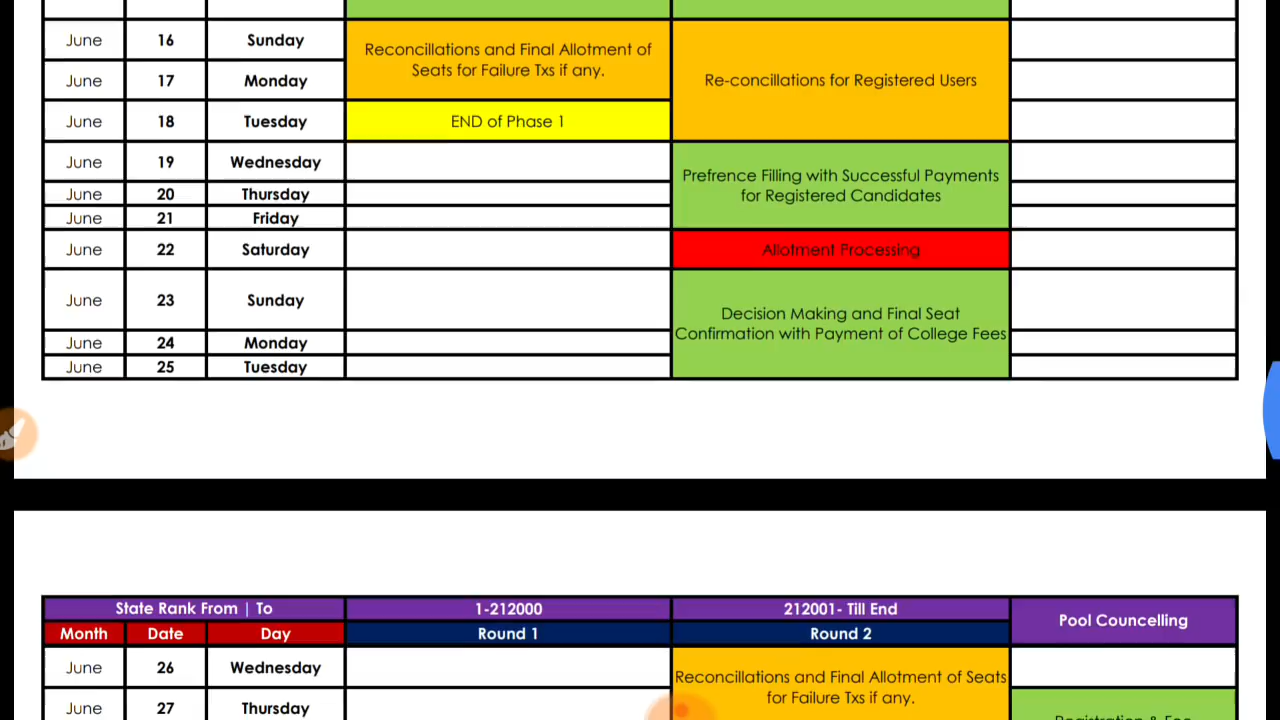 June 16 Sunday Reconcillations and Final Allotment of
Seats for Failure Txs if any.
June 17 Monday Re-concillations for Registered Users
June 18 Tuesday END of Phase 1
June 19 Wednesday Prefrence Filling with Successful Payments
for Registered Candidates
June 20 Thursday
June 21 Friday
June 22 Saturday Allotment Processing
June 23 Sunday Decision Making and Final Seat
Confirmation with Payment of College Fees
June 24 Monday
June 25 Tuesday
State Rank From | To 1-212000 212001- Till End Pool Councelling
Month Date Day Round 1 Round 2
June 26 Wednesday Reconcillations and Final Allotment of Seats
for Failure Txs if any.
June 27 Thursday Registration & Fee